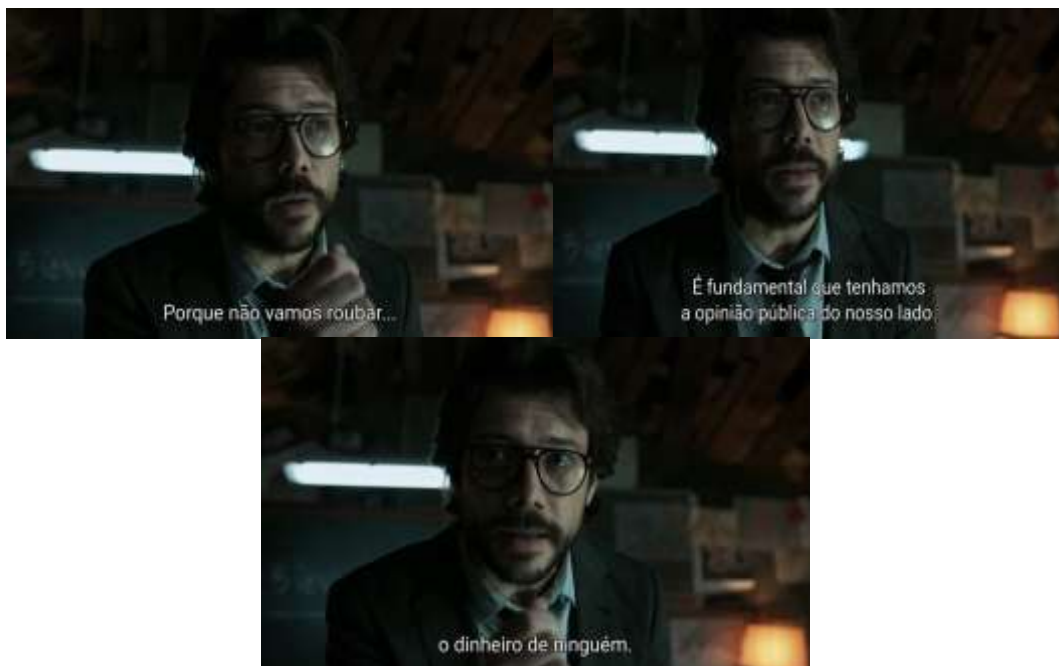 Porque não vamos roubar...
É fundamental que tenhamos
a opinião pública do nosso lado
o dinheiro de ninguém.